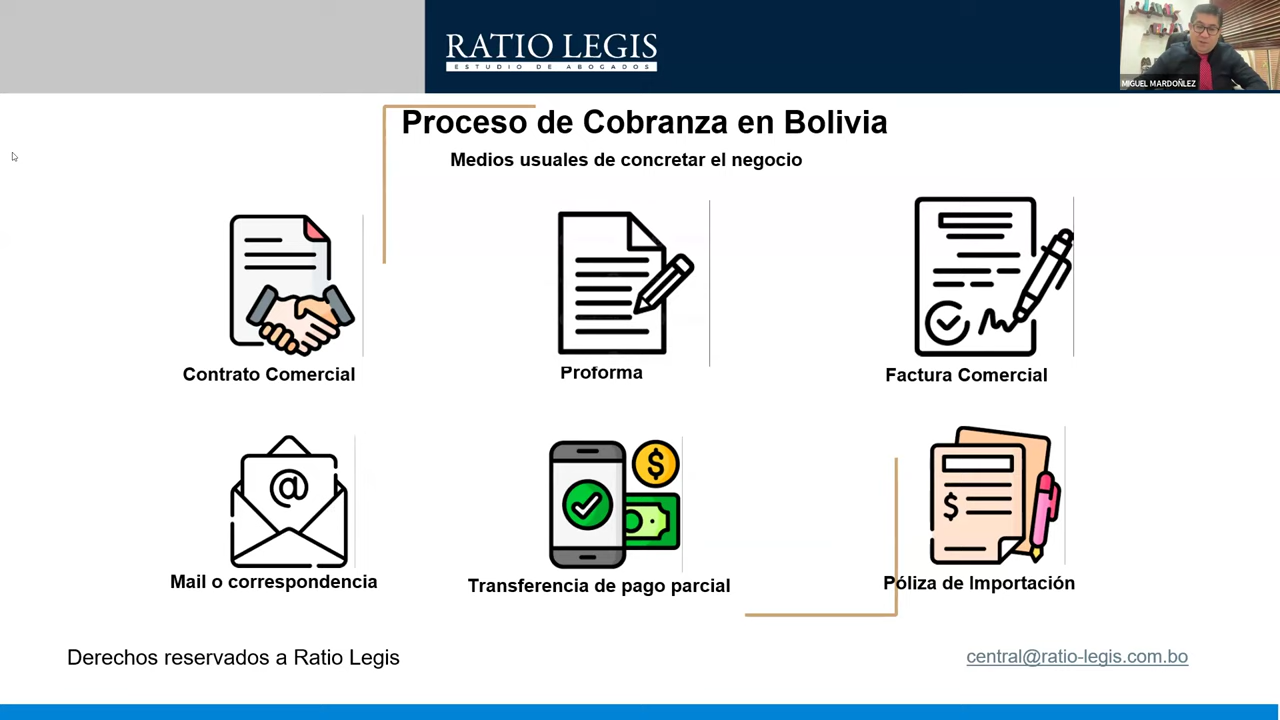 RATIO LEGIS
ESTUDIO DE ABOGADOS
MIGUEL MARDOÑLEZ
Proceso de Cobranza en Bolivia
Medios usuales de concretar el negocio
Contrato Comercial
Proforma
Factura Comercial
@
$
$
Mail o correspondencia
Transferencia de pago parcial
Póliza de Importación
Derechos reservados a Ratio Legis
central@ratio-legis.com.bo